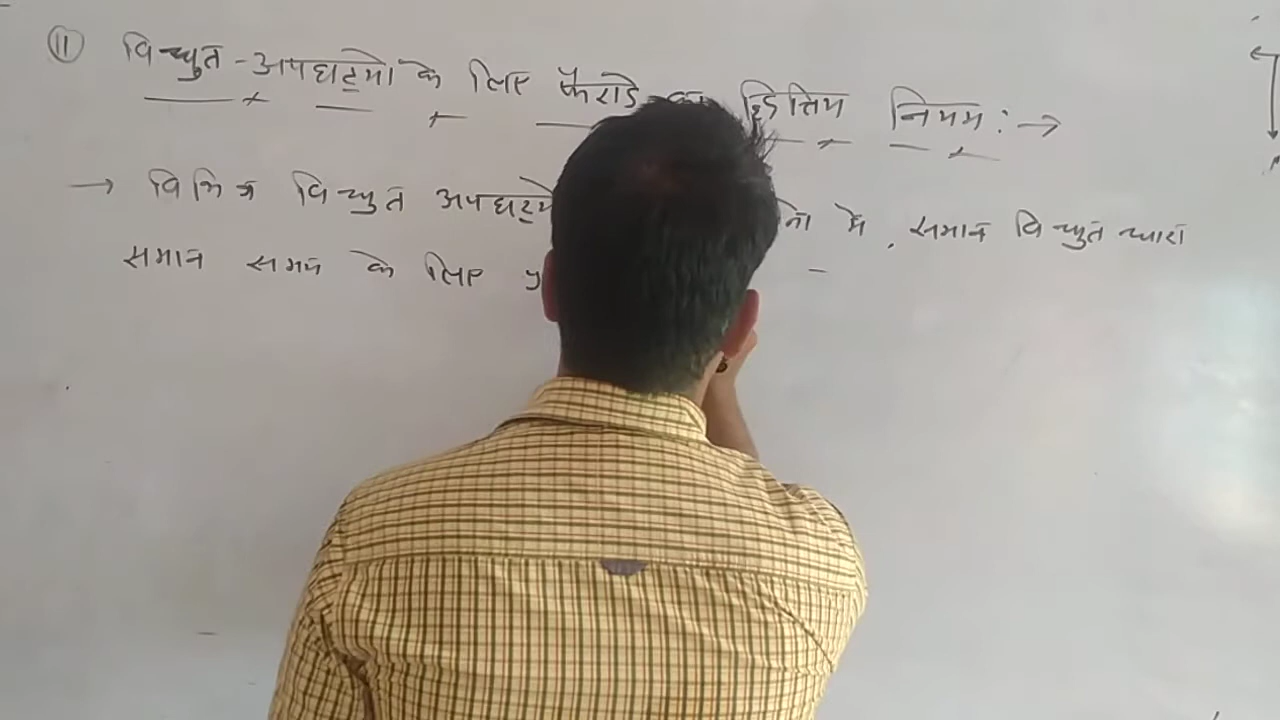 11 विद्युत - अपघट्यो के लिए फैराडे का द्वितिय नियम : →
→ विभिन्न विद्युत अपघट्यो में, समान विद्युत धारा
समान समय के लिए